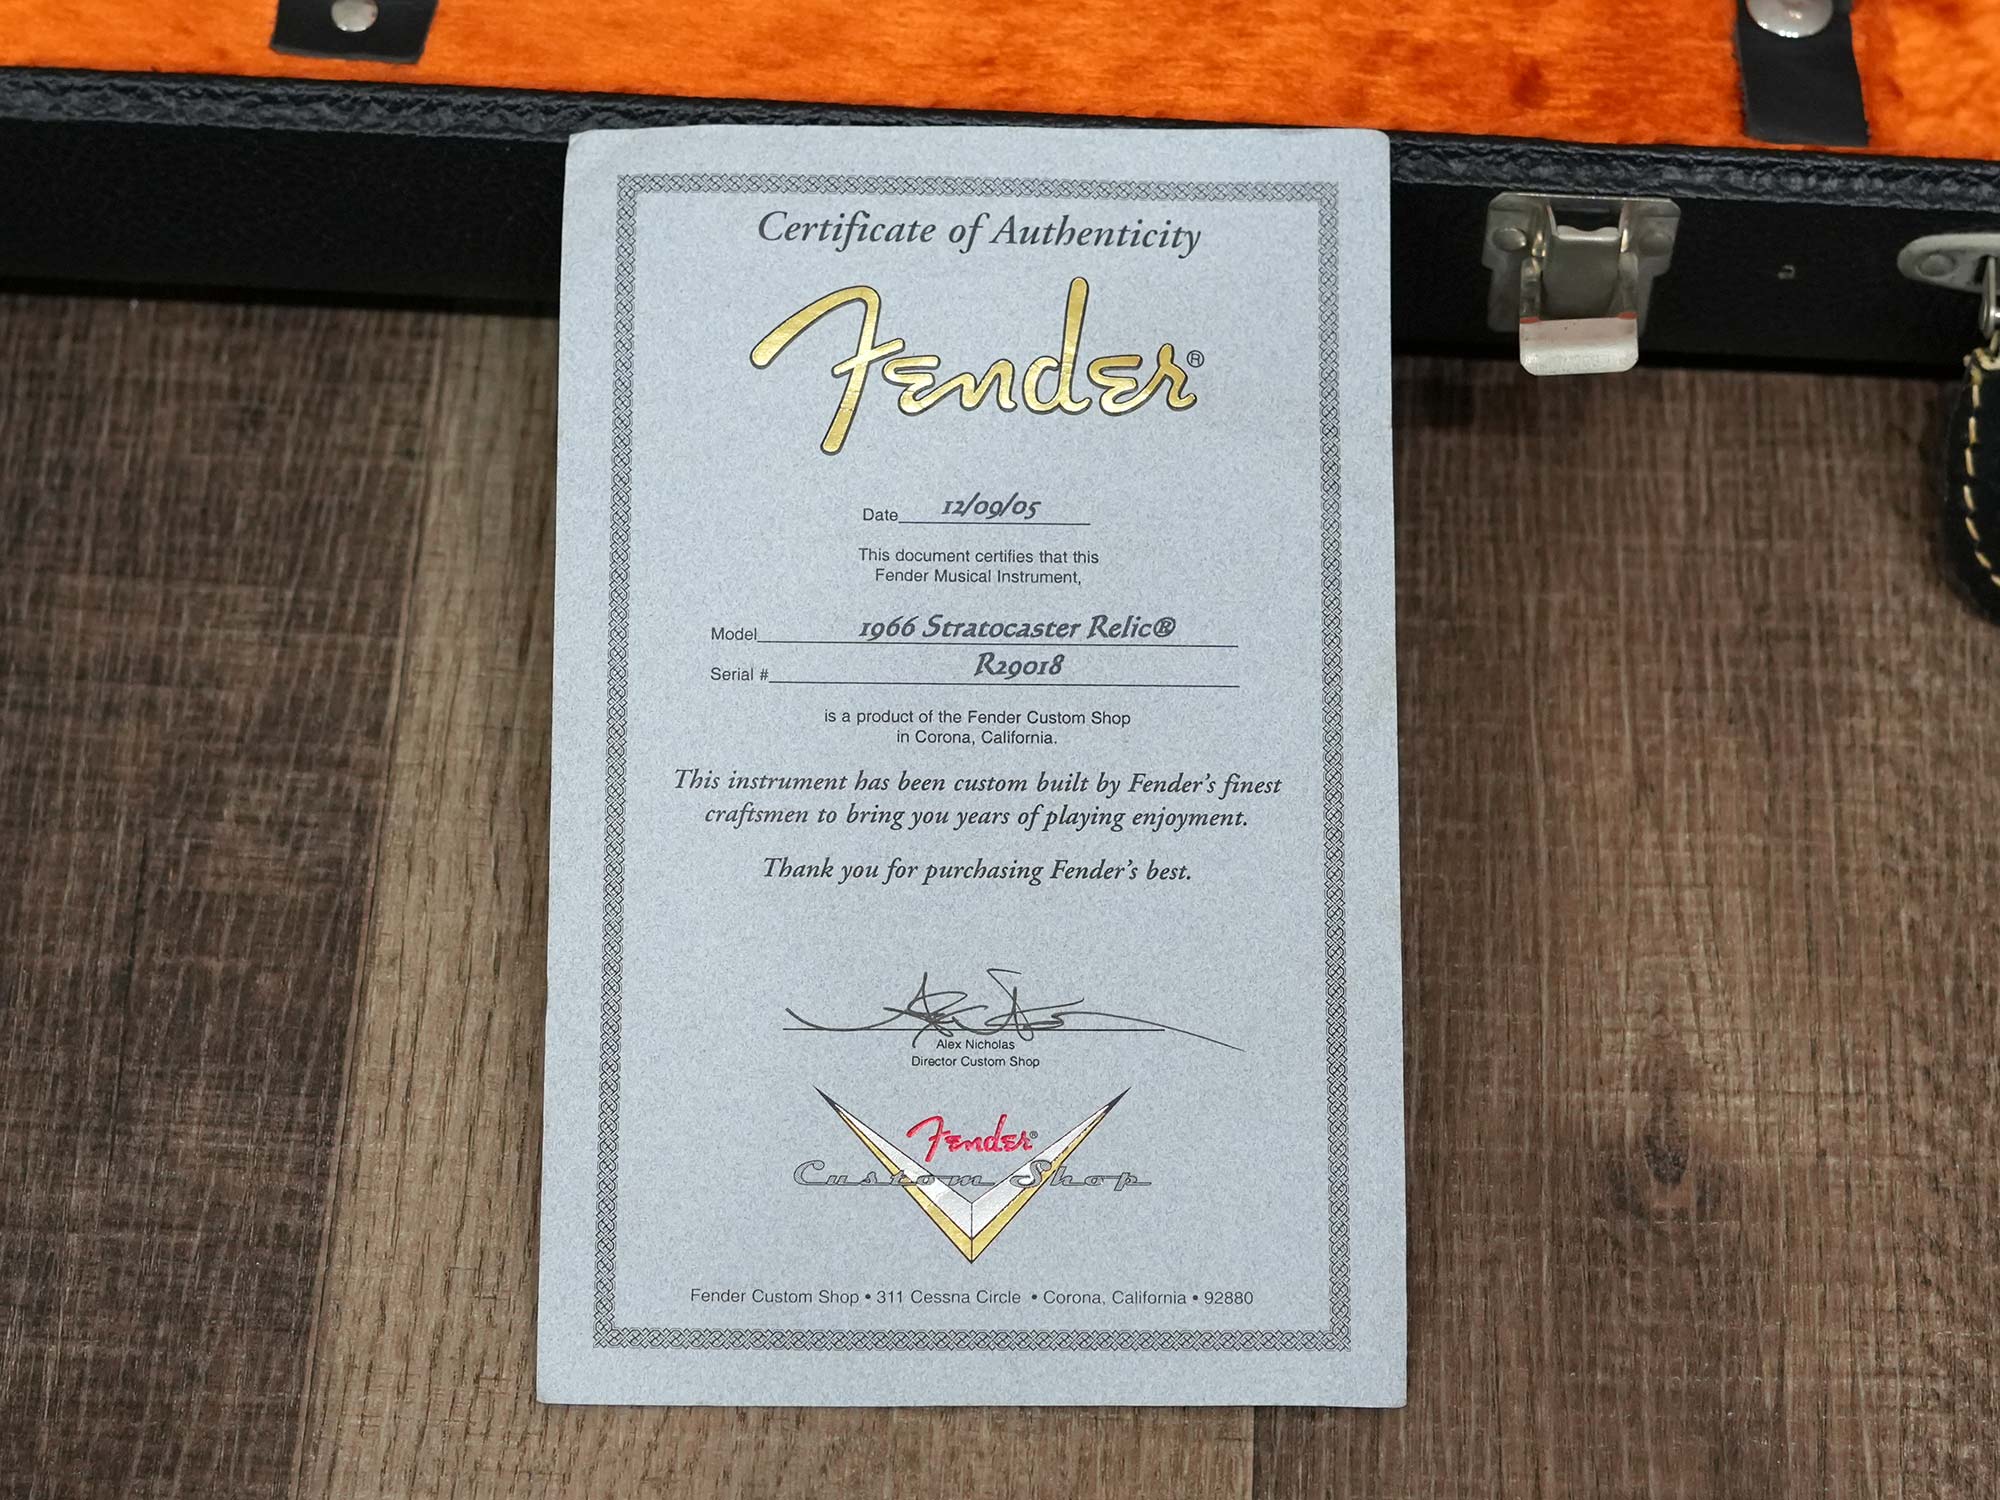 Certificate of Authenticity
Fender®
Date 12/09/05
This document certifies that this
Fender Musical Instrument,
Model 1966 Stratocaster Relic®
Serial # R29018
is a product of the Fender Custom Shop
in Corona, California.
This instrument has been custom built by Fender's finest
craftsmen to bring you years of playing enjoyment.
Thank you for purchasing Fender's best.
Alex Nicholas
Director Custom Shop
Fender®
Custom Shop
Fender Custom Shop • 311 Cessna Circle • Corona, California • 92880